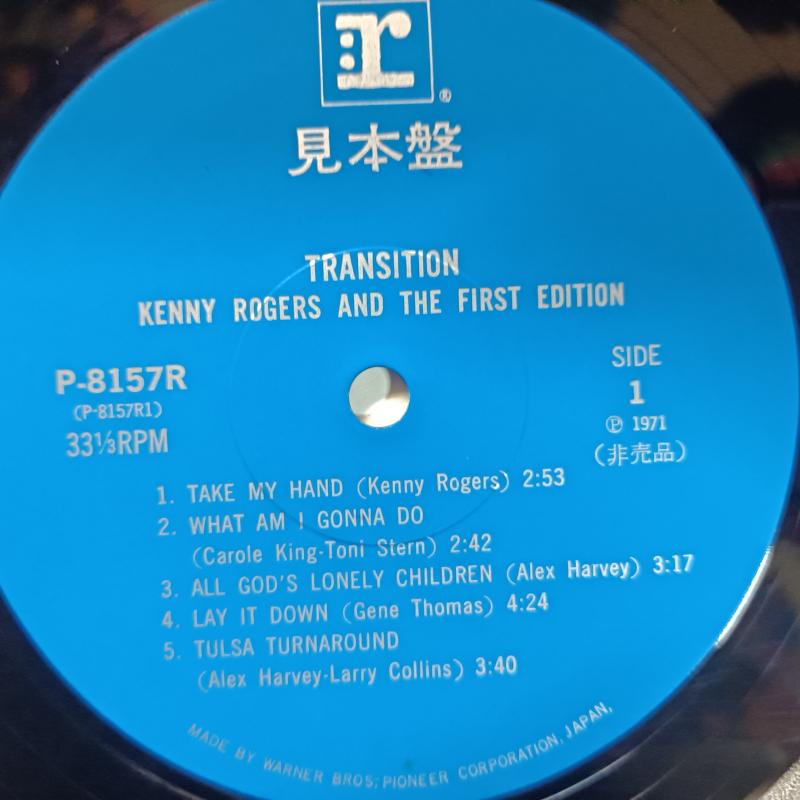 :r
®
見本盤
TRANSITION
KENNY ROGERS AND THE FIRST EDITION
P-8157R
(P-8157R1)
33⅓RPM
SIDE
1
Ⓟ 1971
(非売品)
1. TAKE MY HAND (Kenny Rogers) 2:53
2. WHAT AM I GONNA DO
(Carole King-Toni Stern) 2:42
3. ALL GOD'S LONELY CHILDREN (Alex Harvey) 3:17
4. LAY IT DOWN (Gene Thomas) 4:24
5. TULSA TURNAROUND
(Alex Harvey-Larry Collins) 3:40
MADE BY WARNER BROS; PIONEER CORPORATION, JAPAN,